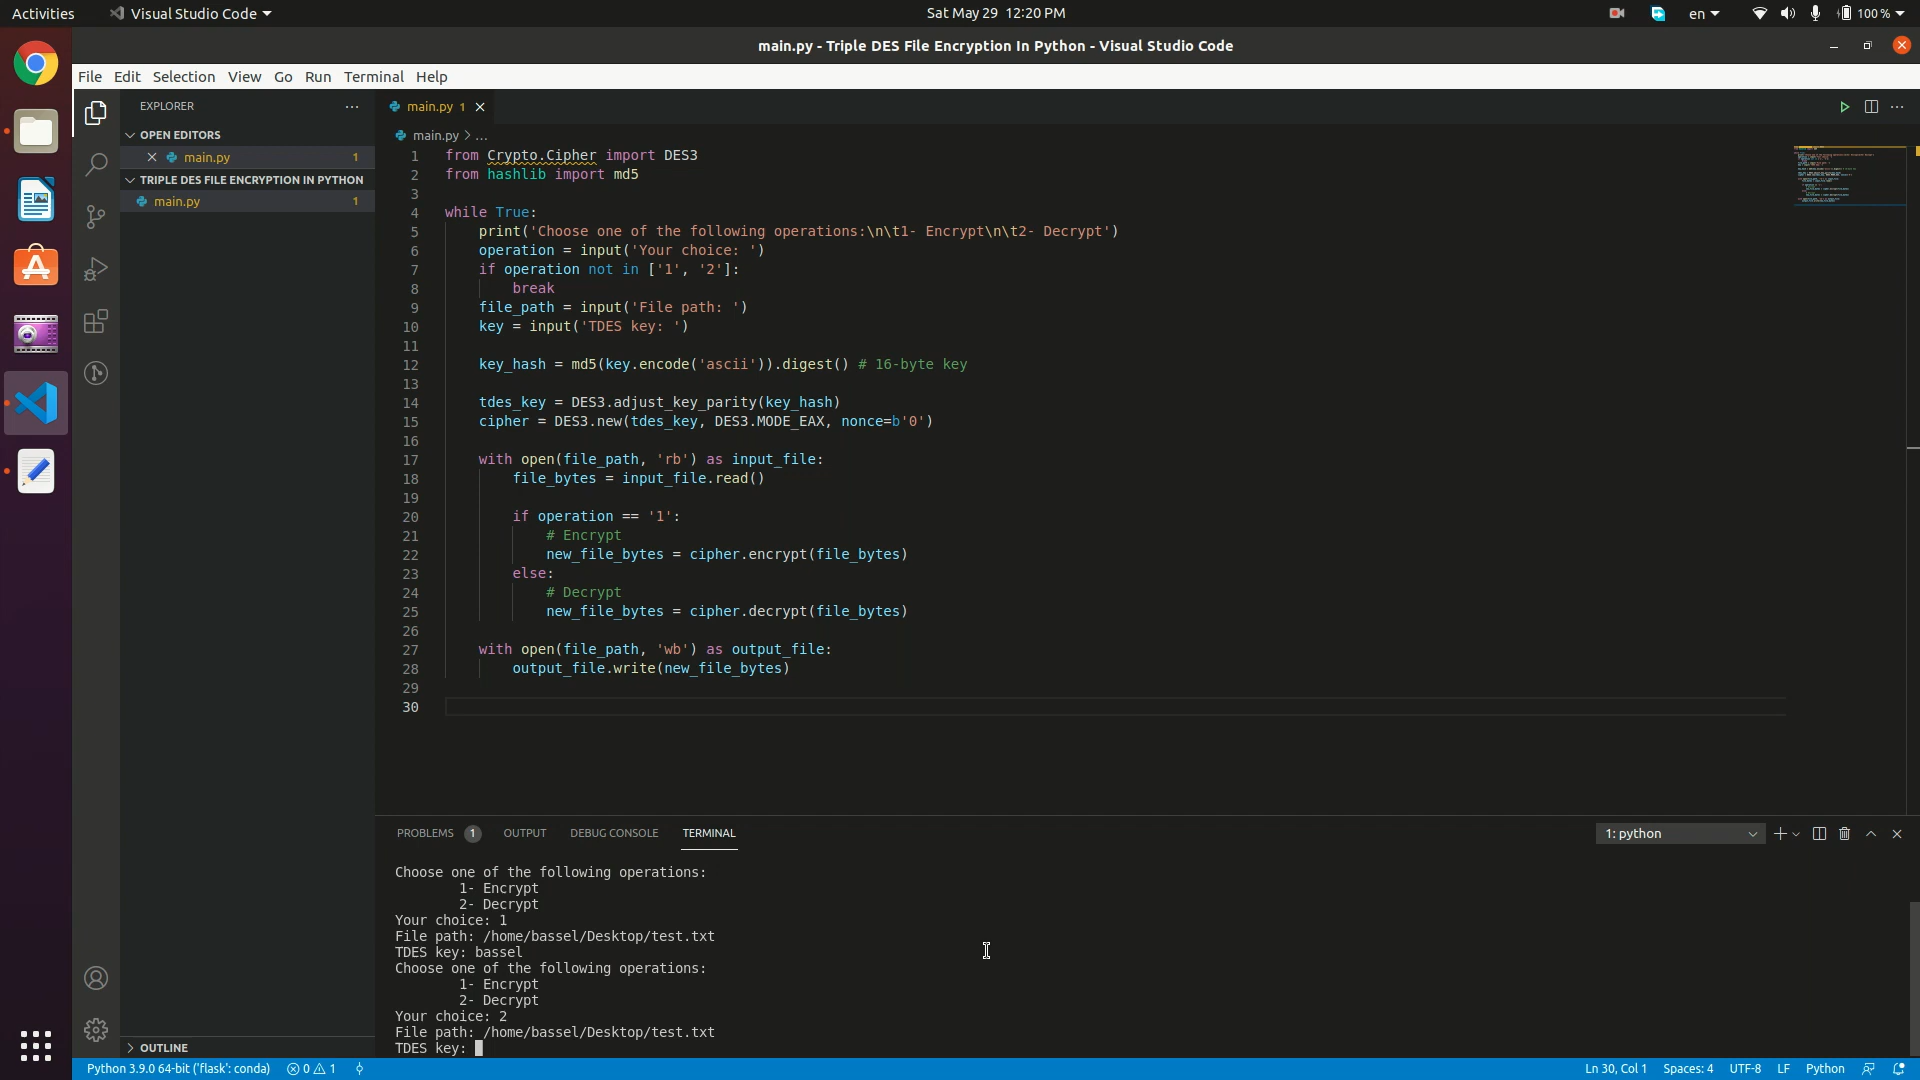 Activities
Visual Studio Code
Sat May 29 12:20 PM
en
100 %
main.py - Triple DES File Encryption In Python - Visual Studio Code
File Edit Selection View Go Run Terminal Help
EXPLORER
OPEN EDITORS
main.py 1
TRIPLE DES FILE ENCRYPTION IN PYTHON
main.py 1
OUTLINE
main.py 1
main.py > ...
1 from Crypto.Cipher import DES3
2 from hashlib import md5
3
4 while True:
5     print('Choose one of the following operations:\n\t1- Encrypt\n\t2- Decrypt')
6     operation = input('Your choice: ')
7     if operation not in ['1', '2']:
8         break
9     file_path = input('File path: ')
10     key = input('TDES key: ')
11
12     key_hash = md5(key.encode('ascii')).digest() # 16-byte key
13
14     tdes_key = DES3.adjust_key_parity(key_hash)
15     cipher = DES3.new(tdes_key, DES3.MODE_EAX, nonce=b'0')
16
17     with open(file_path, 'rb') as input_file:
18         file_bytes = input_file.read()
19
20         if operation == '1':
21             # Encrypt
22             new_file_bytes = cipher.encrypt(file_bytes)
23         else:
24             # Decrypt
25             new_file_bytes = cipher.decrypt(file_bytes)
26
27     with open(file_path, 'wb') as output_file:
28         output_file.write(new_file_bytes)
29
30
PROBLEMS 1 OUTPUT DEBUG CONSOLE TERMINAL
1: python
Choose one of the following operations:
        1- Encrypt
        2- Decrypt
Your choice: 1
File path: /home/bassel/Desktop/test.txt
TDES key: bassel
Choose one of the following operations:
        1- Encrypt
        2- Decrypt
Your choice: 2
File path: /home/bassel/Desktop/test.txt
TDES key:
Python 3.9.0 64-bit ('flask': conda) 0 1
Ln 30, Col 1 Spaces: 4 UTF-8 LF Python